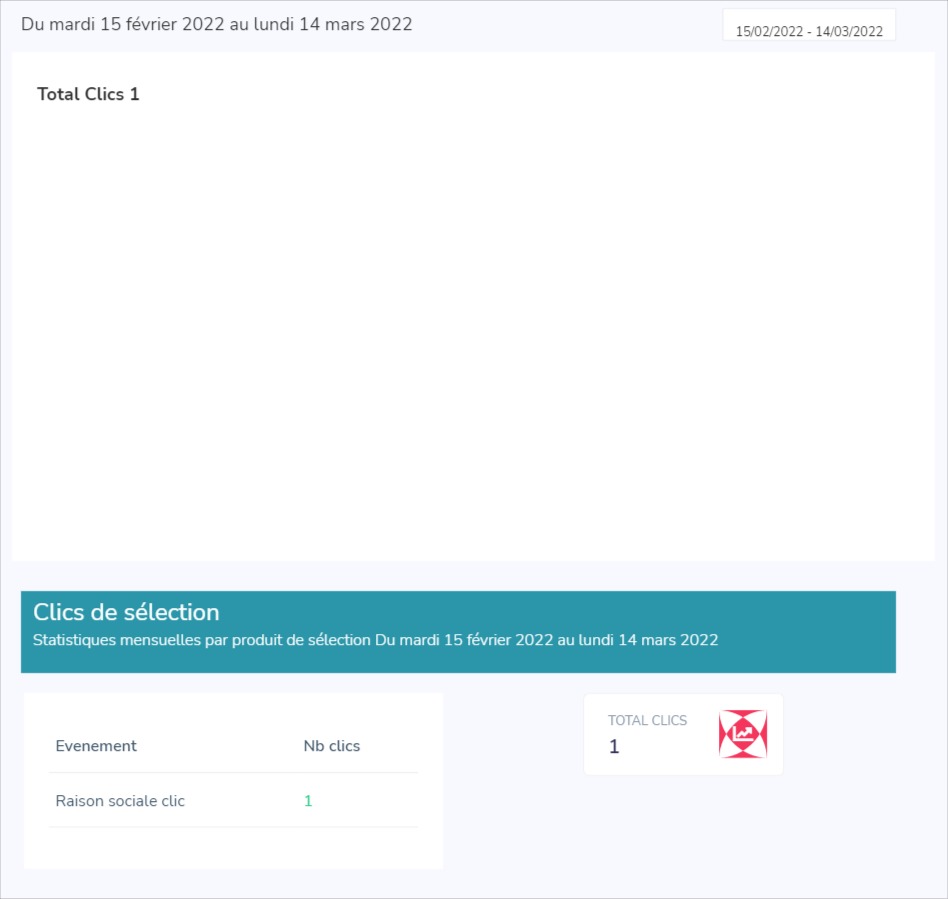 Du mardi 15 février 2022 au lundi 14 mars 2022
15/02/2022 - 14/03/2022
Total Clics 1
Clics de sélection
Statistiques mensuelles par produit de sélection Du mardi 15 février 2022 au lundi 14 mars 2022
Evenement Nb clics
Raison sociale clic 1
TOTAL CLICS
1